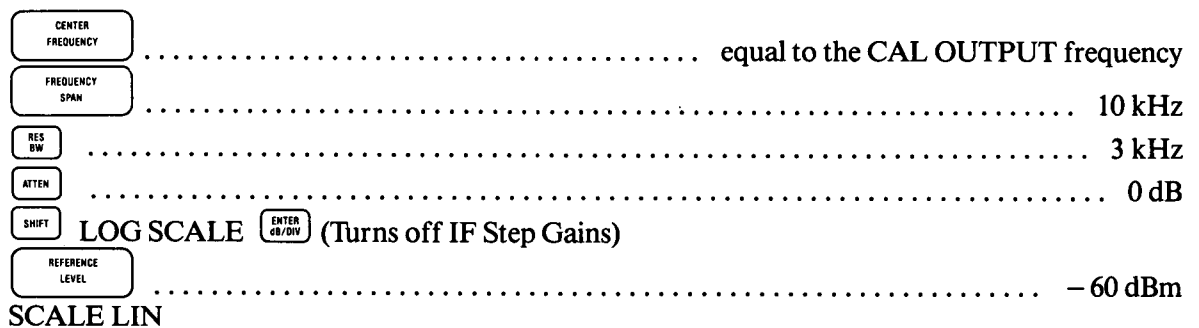 CENTER
FREQUENCY ........................................ equal to the CAL OUTPUT frequency
FREQUENCY
SPAN ................................................................ 10 kHz
RES
BW ...................................................................... 3 kHz
ATTEN ........................................................................ 0 dB
SHIFT LOG SCALE ENTER dB/DIV (Turns off IF Step Gains)
REFERENCE
LEVEL .............................................................. −60 dBm
SCALE LIN